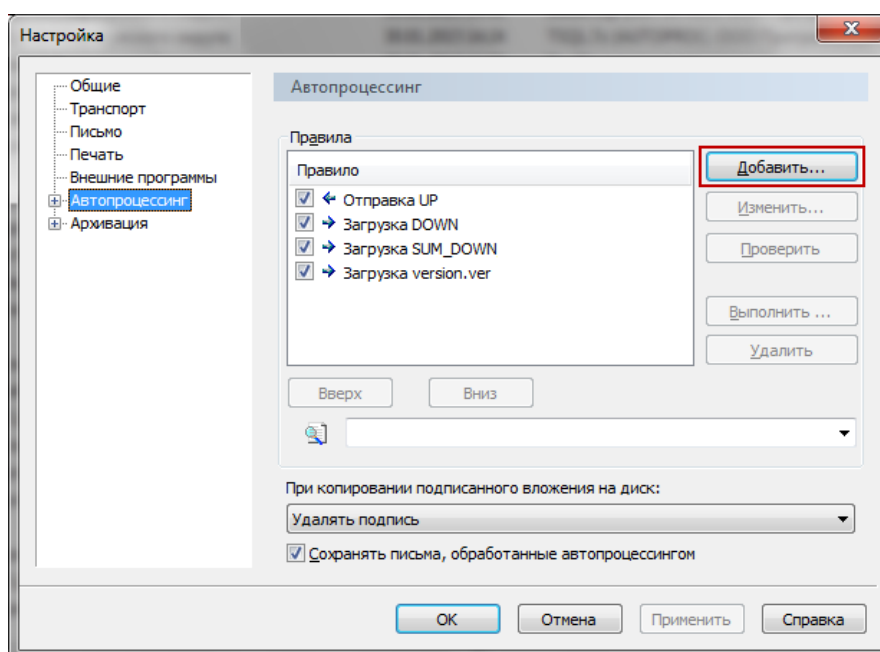 Настройка
Общие
Транспорт
Письмо
Печать
Внешние программы
Автопроцессинг
Архивация
Автопроцессинг
Правила
Правило
Отправка UP
Загрузка DOWN
Загрузка SUM_DOWN
Загрузка version.ver
Добавить...
Изменить...
Проверить
Выполнить ...
Удалить
Вверх Вниз
При копировании подписанного вложения на диск:
Удалять подпись
Сохранять письма, обработанные автопроцессингом
OK Отмена Применить Справка